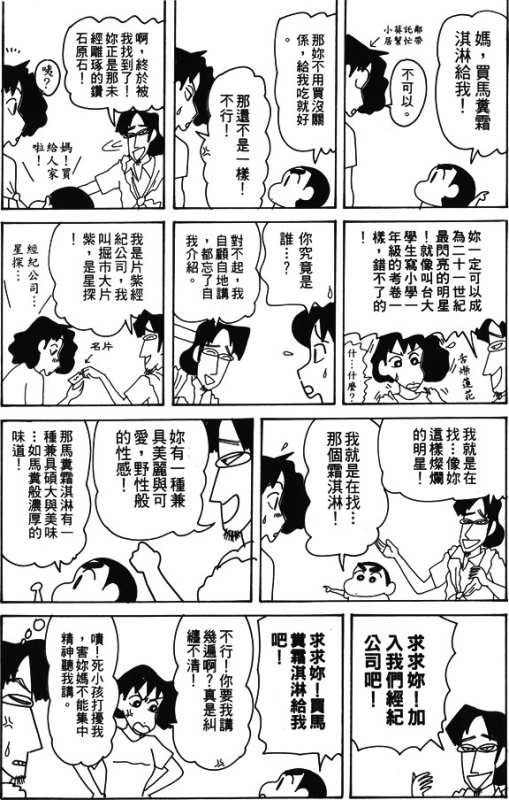 媽，買馬糞霜
淇淋給我！
不可以。
小葵託鄰
居幫忙帶
那妳不用買沒關
係，給我吃就好
！
那還不是一樣！
不行！
啊，終於被
我找到了！
妳正是那未
經雕琢的鑽
石原石！
咦？
媽！買
給人家
啦！
妳一定可以成
為二十一世紀
最閃亮的明星
！就像叫台大
學生寫小學一
年級的考卷一
樣，錯不了的
！
舌燦蓮花
什…什麼？
你究竟是
誰…？
對不起，我
自顧自地講
，都忘了自
我介紹。
我是片紫經
紀公司，我
叫掘市大片
紫，是星探
！
名片
經紀公司…
星探…
我就是在
找…像妳
這樣燦爛
的明星！
我就是在找…
那個霜淇淋！
妳有一種兼
具美麗與可
愛，野性般
的性感！
那馬糞霜淇淋有一
種兼具碩大與美味
…如馬糞般濃厚的
味道！
求求妳！加
入我們經紀
公司吧！
求求妳！買馬
糞霜淇淋給我
吧！
不行！你要我講
幾遍啊？真是糾
纏不清！
嘖！死小孩打擾我
，害妳媽不能集中
精神聽我講。